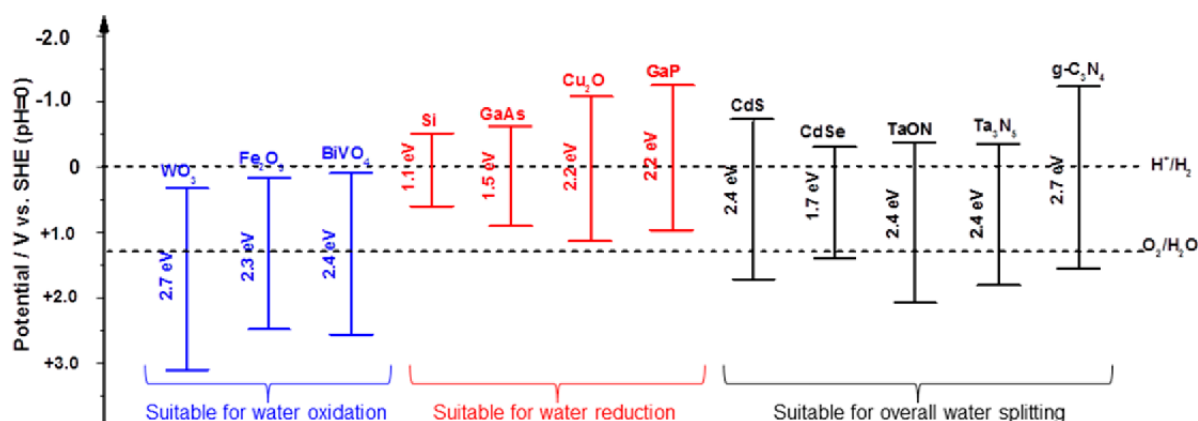 Potential / V vs. SHE (pH=0)
-2.0
-1.0
0
+1.0
+2.0
+3.0
WO₃
Fe₂O₃
BiVO₄
Si
GaAs
Cu₂O
GaP
CdS
CdSe
TaON
Ta₃N₅
g-C₃N₄
2.7 eV
2.3 eV
2.4 eV
1.1eV
1.5 eV
2.2 eV
2.2 eV
2.4 eV
1.7 eV
2.4 eV
2.4 eV
2.7 eV
H⁺/H₂
O₂/H₂O
Suitable for water oxidation
Suitable for water reduction
Suitable for overall water splitting